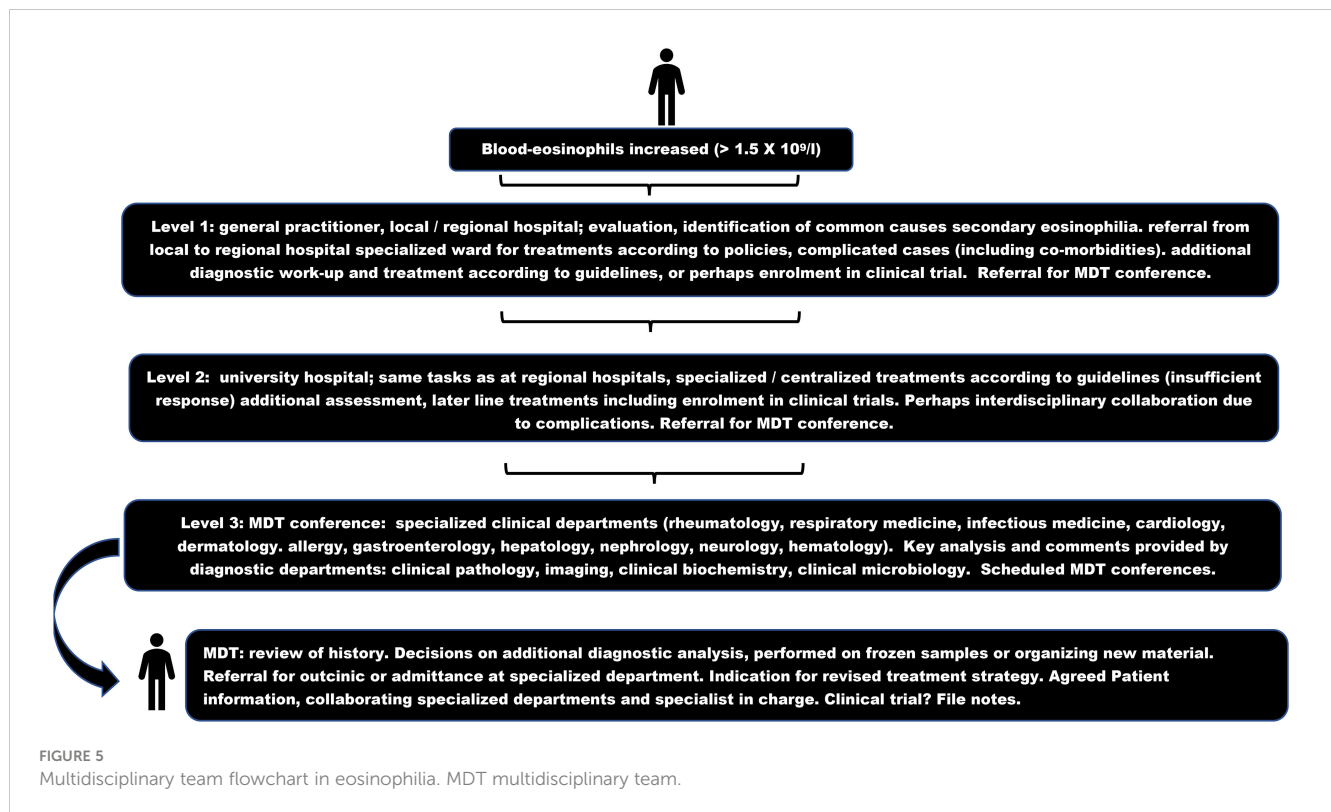 Blood-eosinophils increased (> 1.5 X 10⁹/l)
Level 1: general practitioner, local / regional hospital; evaluation, identification of common causes secondary eosinophilia. referral from
local to regional hospital specialized ward for treatments according to policies, complicated cases (including co-morbidities). additional
diagnostic work-up and treatment according to guidelines, or perhaps enrolment in clinical trial.  Referral for MDT conference.
Level 2:  university hospital; same tasks as at regional hospitals, specialized / centralized treatments according to guidelines (insufficient
response) additional assessment, later line treatments including enrolment in clinical trials. Perhaps interdisciplinary collaboration due
to complications. Referral for MDT conference.
Level 3: MDT conference:  specialized clinical departments (rheumatology, respiratory medicine, infectious medicine, cardiology,
dermatology. allergy, gastroenterology, hepatology, nephrology, neurology, hematology).  Key analysis and comments provided by
diagnostic departments: clinical pathology, imaging, clinical biochemistry, clinical microbiology.  Scheduled MDT conferences.
MDT: review of history. Decisions on additional diagnostic analysis, performed on frozen samples or organizing new material.
Referral for outcinic or admittance at specialized department. Indication for revised treatment strategy. Agreed Patient
information, collaborating specialized departments and specialist in charge. Clinical trial? File notes.
FIGURE 5
Multidisciplinary team flowchart in eosinophilia. MDT multidisciplinary team.